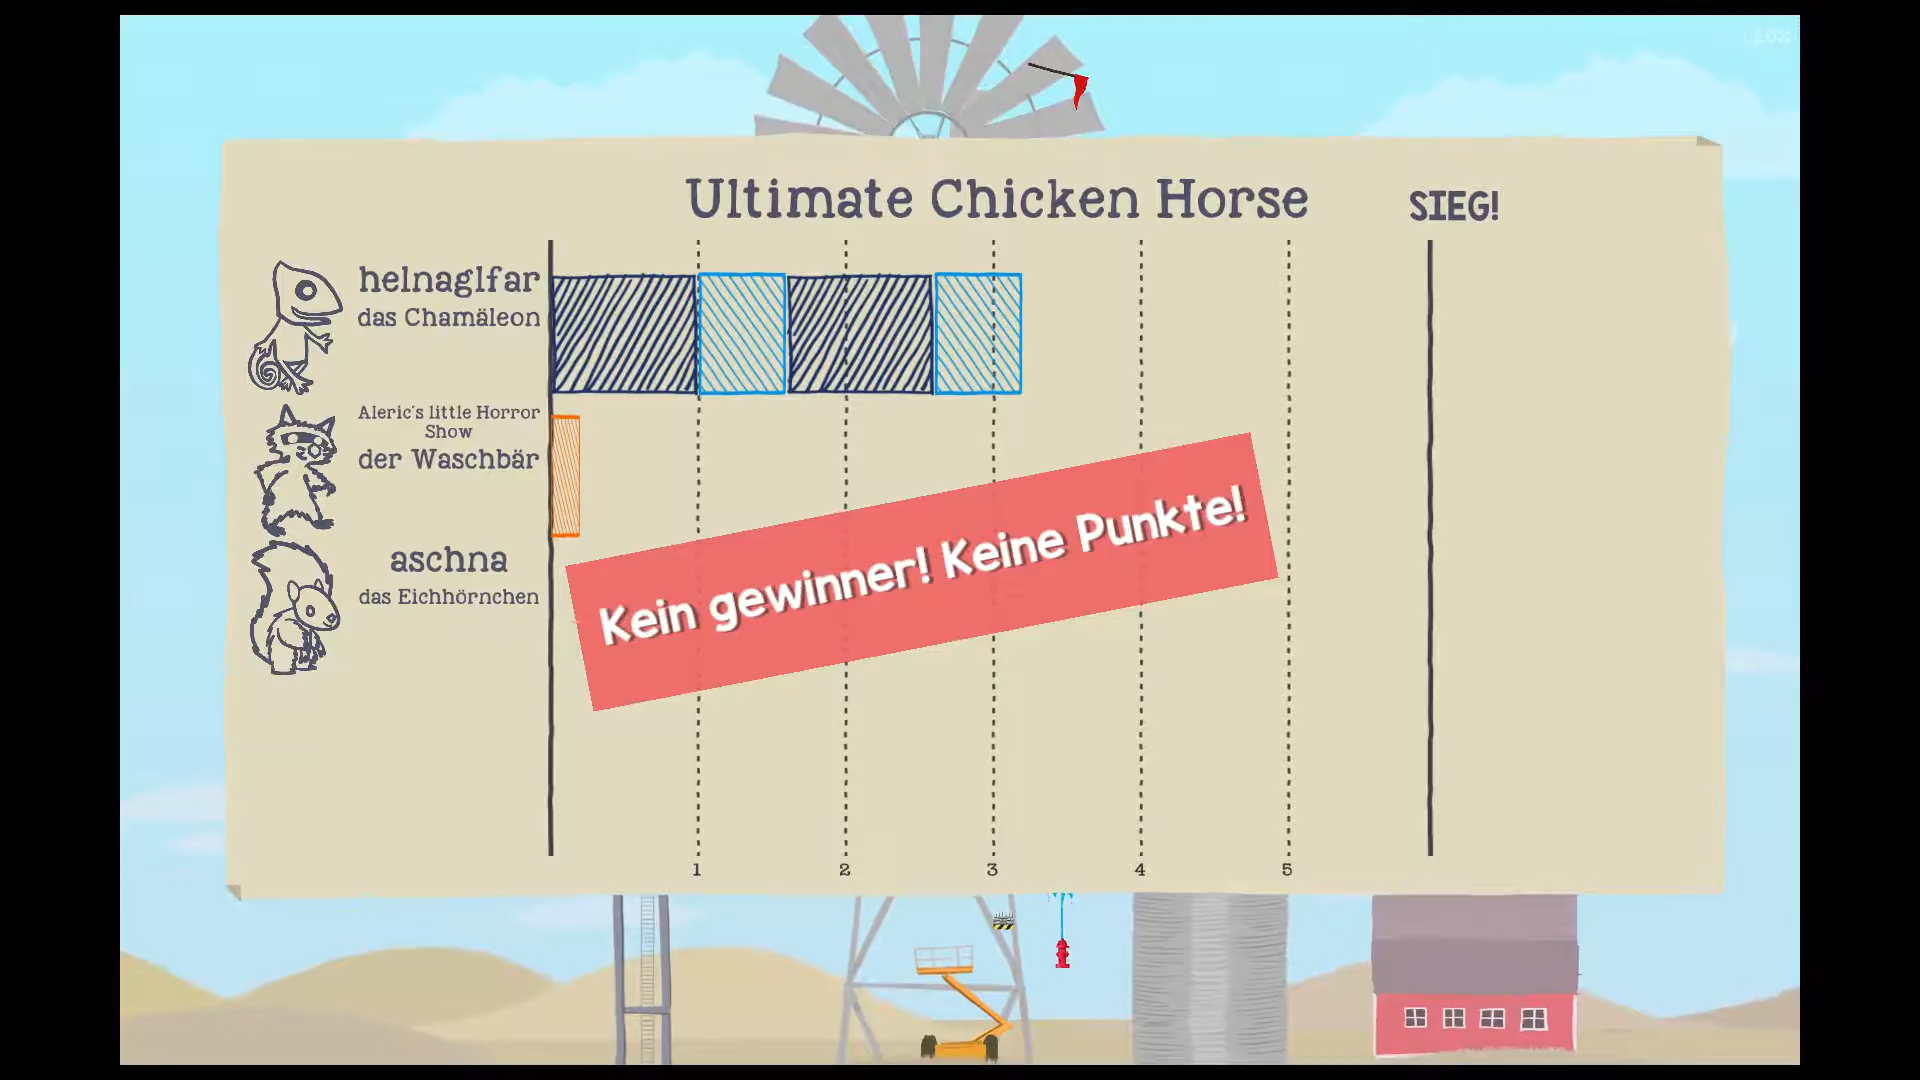 Ultimate Chicken Horse
SIEG!
helnaglfar
das Chamäleon
Aleric's little Horror
Show
der Waschbär
aschna
das Eichhörnchen
Kein gewinner! Keine Punkte!
1 2 3 4 5